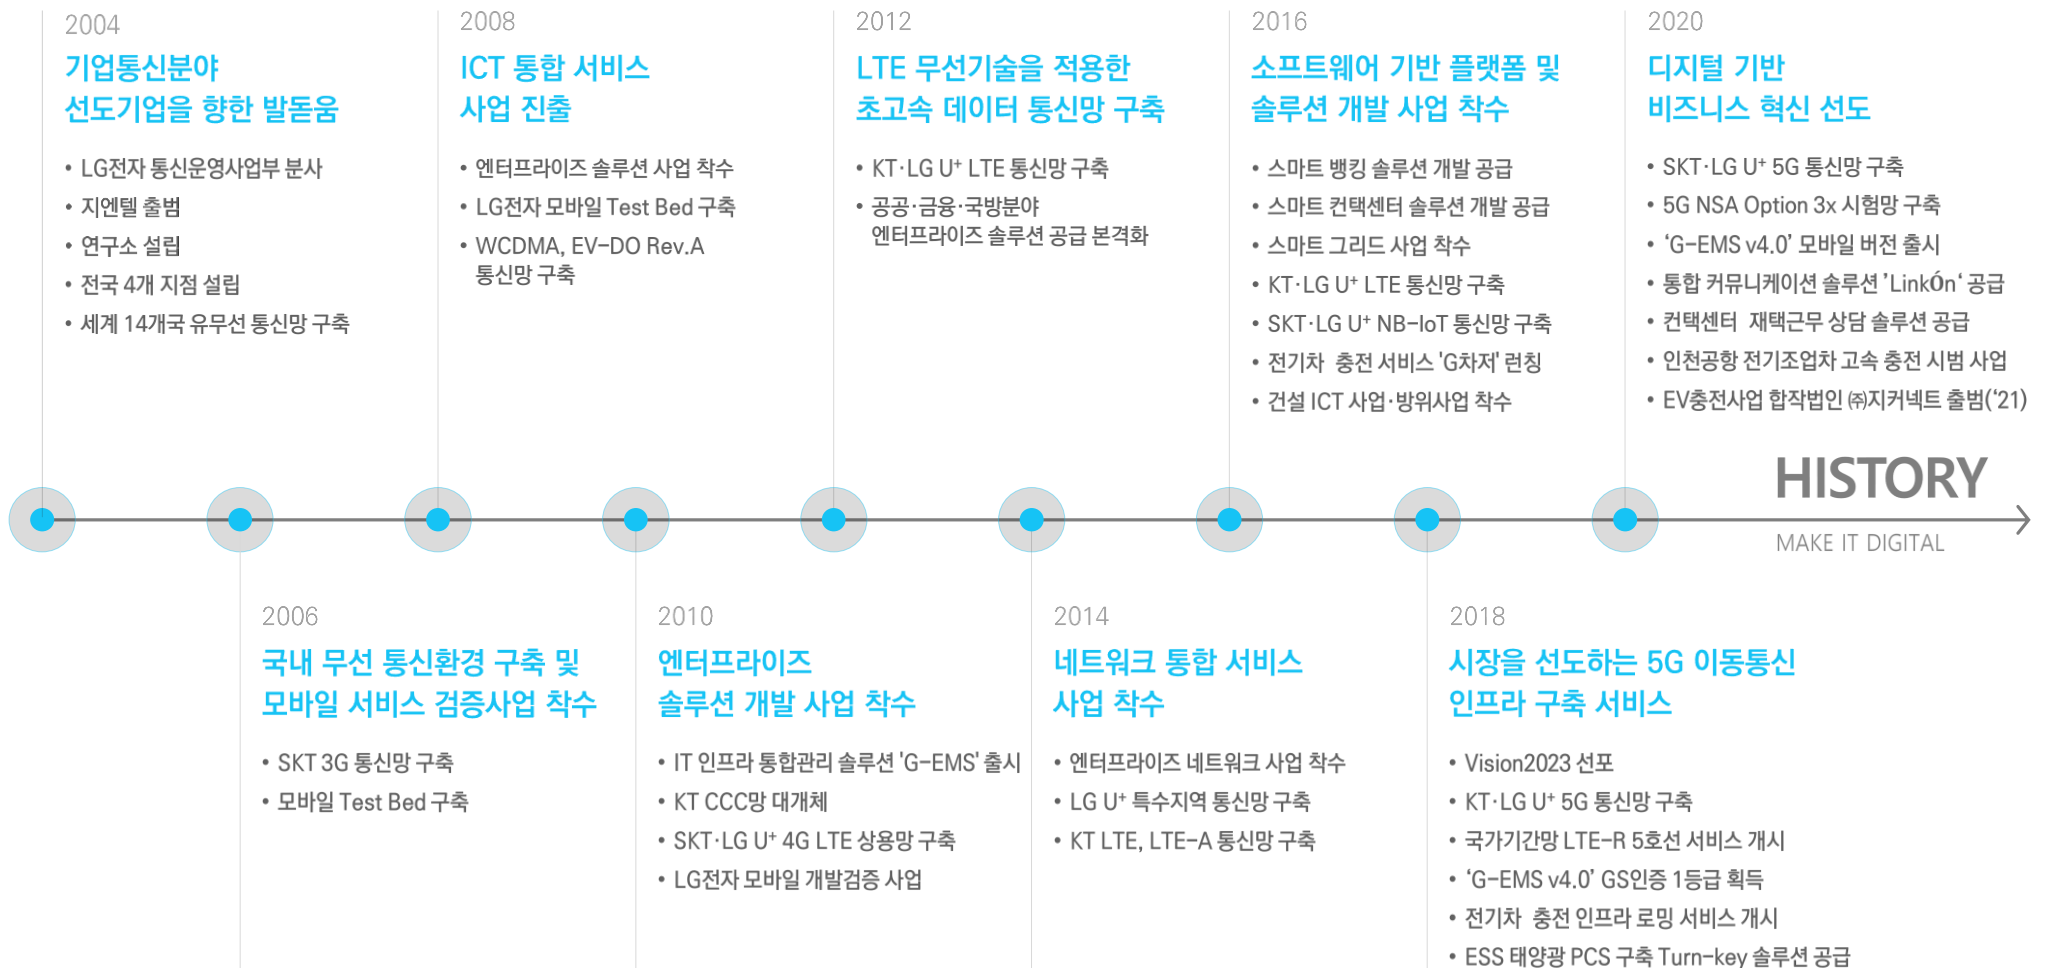 2004
기업통신분야
선도기업을 향한 발돋움
• LG전자 통신운영사업부 분사
• 지엔텔 출범
• 연구소 설립
• 전국 4개 지점 설립
• 세계 14개국 유무선 통신망 구축
2008
ICT 통합 서비스
사업 진출
• 엔터프라이즈 솔루션 사업 착수
• LG전자 모바일 Test Bed 구축
• WCDMA, EV-DO Rev.A
통신망 구축
2012
LTE 무선기술을 적용한
초고속 데이터 통신망 구축
• KT·LG U⁺ LTE 통신망 구축
• 공공·금융·국방분야
엔터프라이즈 솔루션 공급 본격화
2016
소프트웨어 기반 플랫폼 및
솔루션 개발 사업 착수
• 스마트 뱅킹 솔루션 개발 공급
• 스마트 컨택센터 솔루션 개발 공급
• 스마트 그리드 사업 착수
• KT·LG U⁺ LTE 통신망 구축
• SKT·LG U⁺ NB-IoT 통신망 구축
• 전기차 충전 서비스 'G차저' 런칭
• 건설 ICT 사업·방위사업 착수
2020
디지털 기반
비즈니스 혁신 선도
• SKT·LG U⁺ 5G 통신망 구축
• 5G NSA Option 3x 시험망 구축
• ‘G-EMS v4.0’ 모바일 버전 출시
• 통합 커뮤니케이션 솔루션 ’LinkÓn‘ 공급
• 컨택센터 재택근무 상담 솔루션 공급
• 인천공항 전기조업차 고속 충전 시범 사업
• EV충전사업 합작법인 ㈜지커넥트 출범(‘21)
HISTORY
MAKE IT DIGITAL
2006
국내 무선 통신환경 구축 및
모바일 서비스 검증사업 착수
• SKT 3G 통신망 구축
• 모바일 Test Bed 구축
2010
엔터프라이즈
솔루션 개발 사업 착수
• IT 인프라 통합관리 솔루션 'G-EMS' 출시
• KT CCC망 대개체
• SKT·LG U⁺ 4G LTE 상용망 구축
• LG전자 모바일 개발검증 사업
2014
네트워크 통합 서비스
사업 착수
• 엔터프라이즈 네트워크 사업 착수
• LG U⁺ 특수지역 통신망 구축
• KT LTE, LTE-A 통신망 구축
2018
시장을 선도하는 5G 이동통신
인프라 구축 서비스
• Vision2023 선포
• KT·LG U⁺ 5G 통신망 구축
• 국가기간망 LTE-R 5호선 서비스 개시
• ‘G-EMS v4.0’ GS인증 1등급 획득
• 전기차 충전 인프라 로밍 서비스 개시
• ESS 태양광 PCS 구축 Turn-key 솔루션 공급